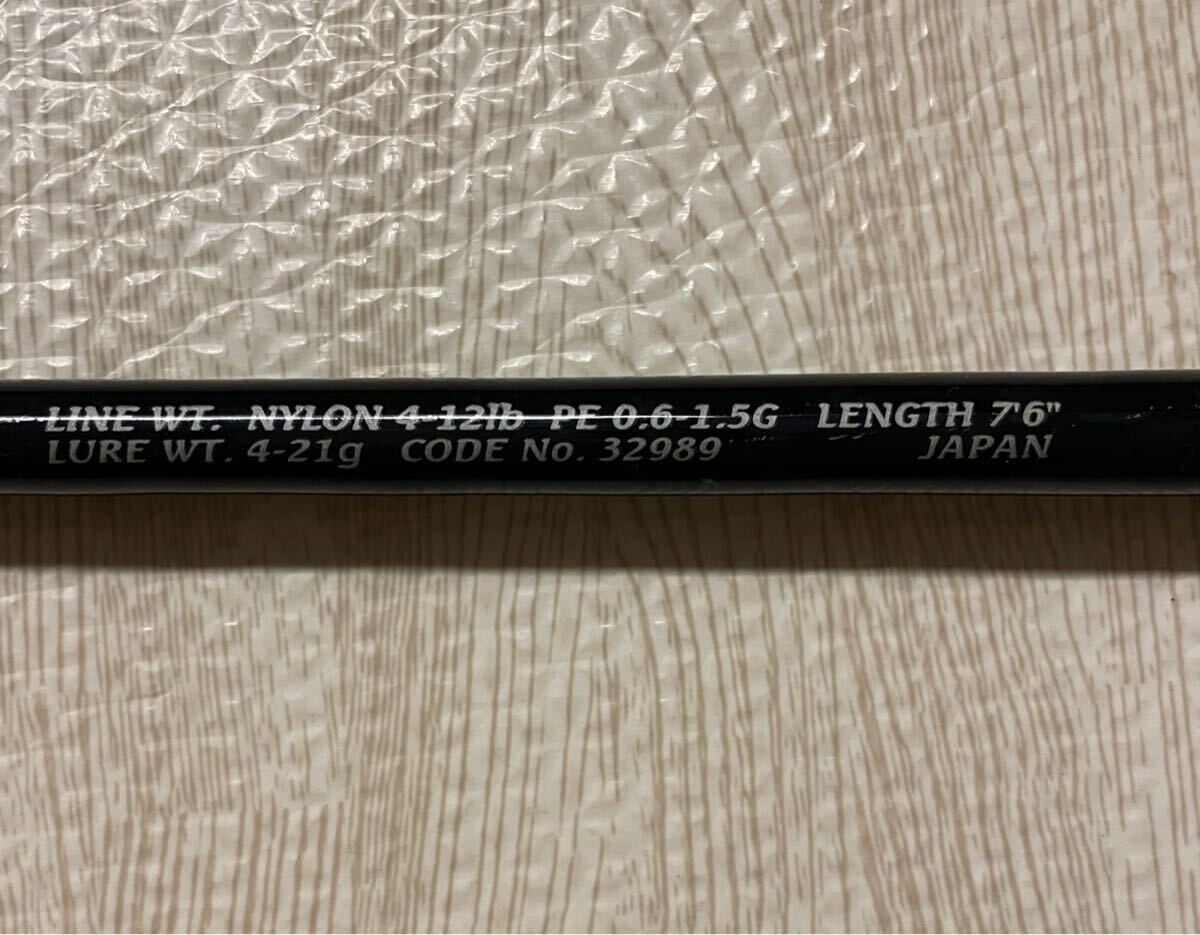 LINE WT. NYLON 4-12lb PE 0.6-1.5G LENGTH 7'6"
LURE WT. 4-21g CODE No. 32989 JAPAN